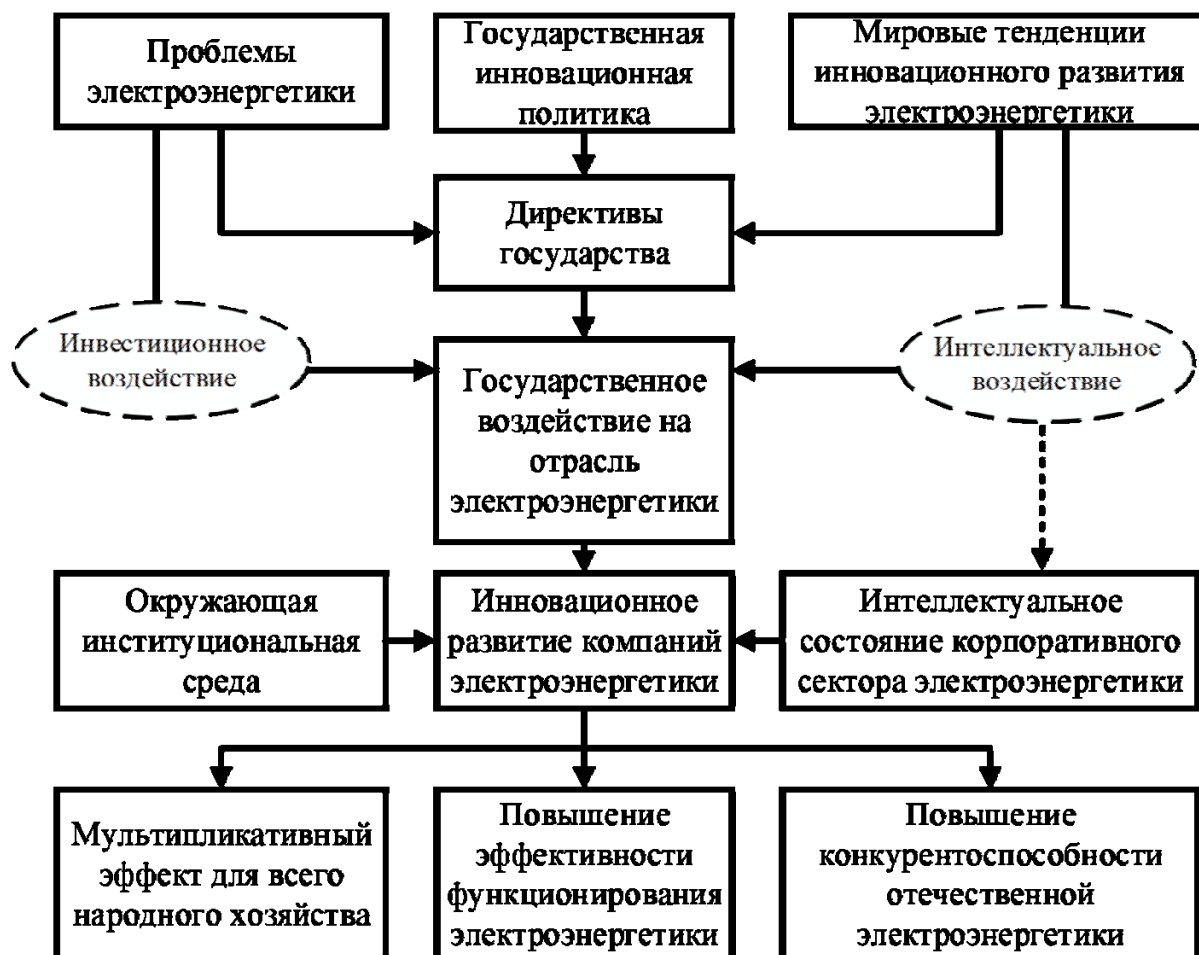 Проблемы
электроэнергетики
Государственная
инновационная
политика
Мировые тенденции
инновационного развития
электроэнергетики
Директивы
государства
Инвестиционное
воздействие
Государственное
воздействие на
отрасль
электроэнергетики
Интеллектуальное
воздействие
Окружающая
институциональная
среда
Инновационное
развитие компаний
электроэнергетики
Интеллектуальное
состояние корпоративного
сектора электроэнергетики
Мультипликативный
эффект для всего
народного хозяйства
Повышение
эффективности
функционирования
электроэнергетики
Повышение
конкурентоспособности
отечественной
электроэнергетики